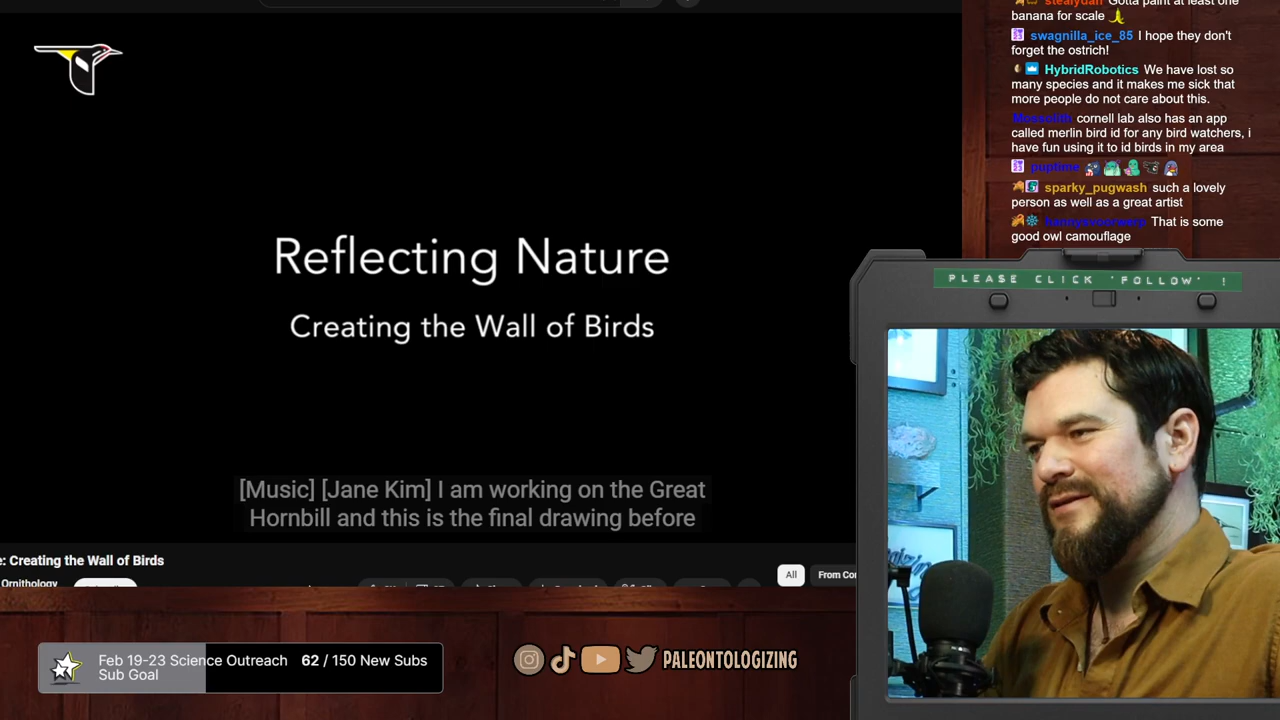 Gotta paint at least one
banana for scale
swagnilla_ice_85 I hope they don't
forget the ostrich!
HybridRobotics We have lost so
many species and it makes me sick that
more people do not care about this.
cornell lab also has an app
called merlin bird id for any bird watchers, i
have fun using it to id birds in my area
puptime
sparky_pugwash such a lovely
person as well as a great artist
That is some
good owl camouflage
PLEASE CLICK 'FOLLOW' !
Reflecting Nature
Creating the Wall of Birds
[Music] [Jane Kim] I am working on the Great
Hornbill and this is the final drawing before
e: Creating the Wall of Birds
Ornithology
All
From Cor
Feb 19-23 Science Outreach 62 / 150 New Subs
Sub Goal
PALEONTOLOGIZING